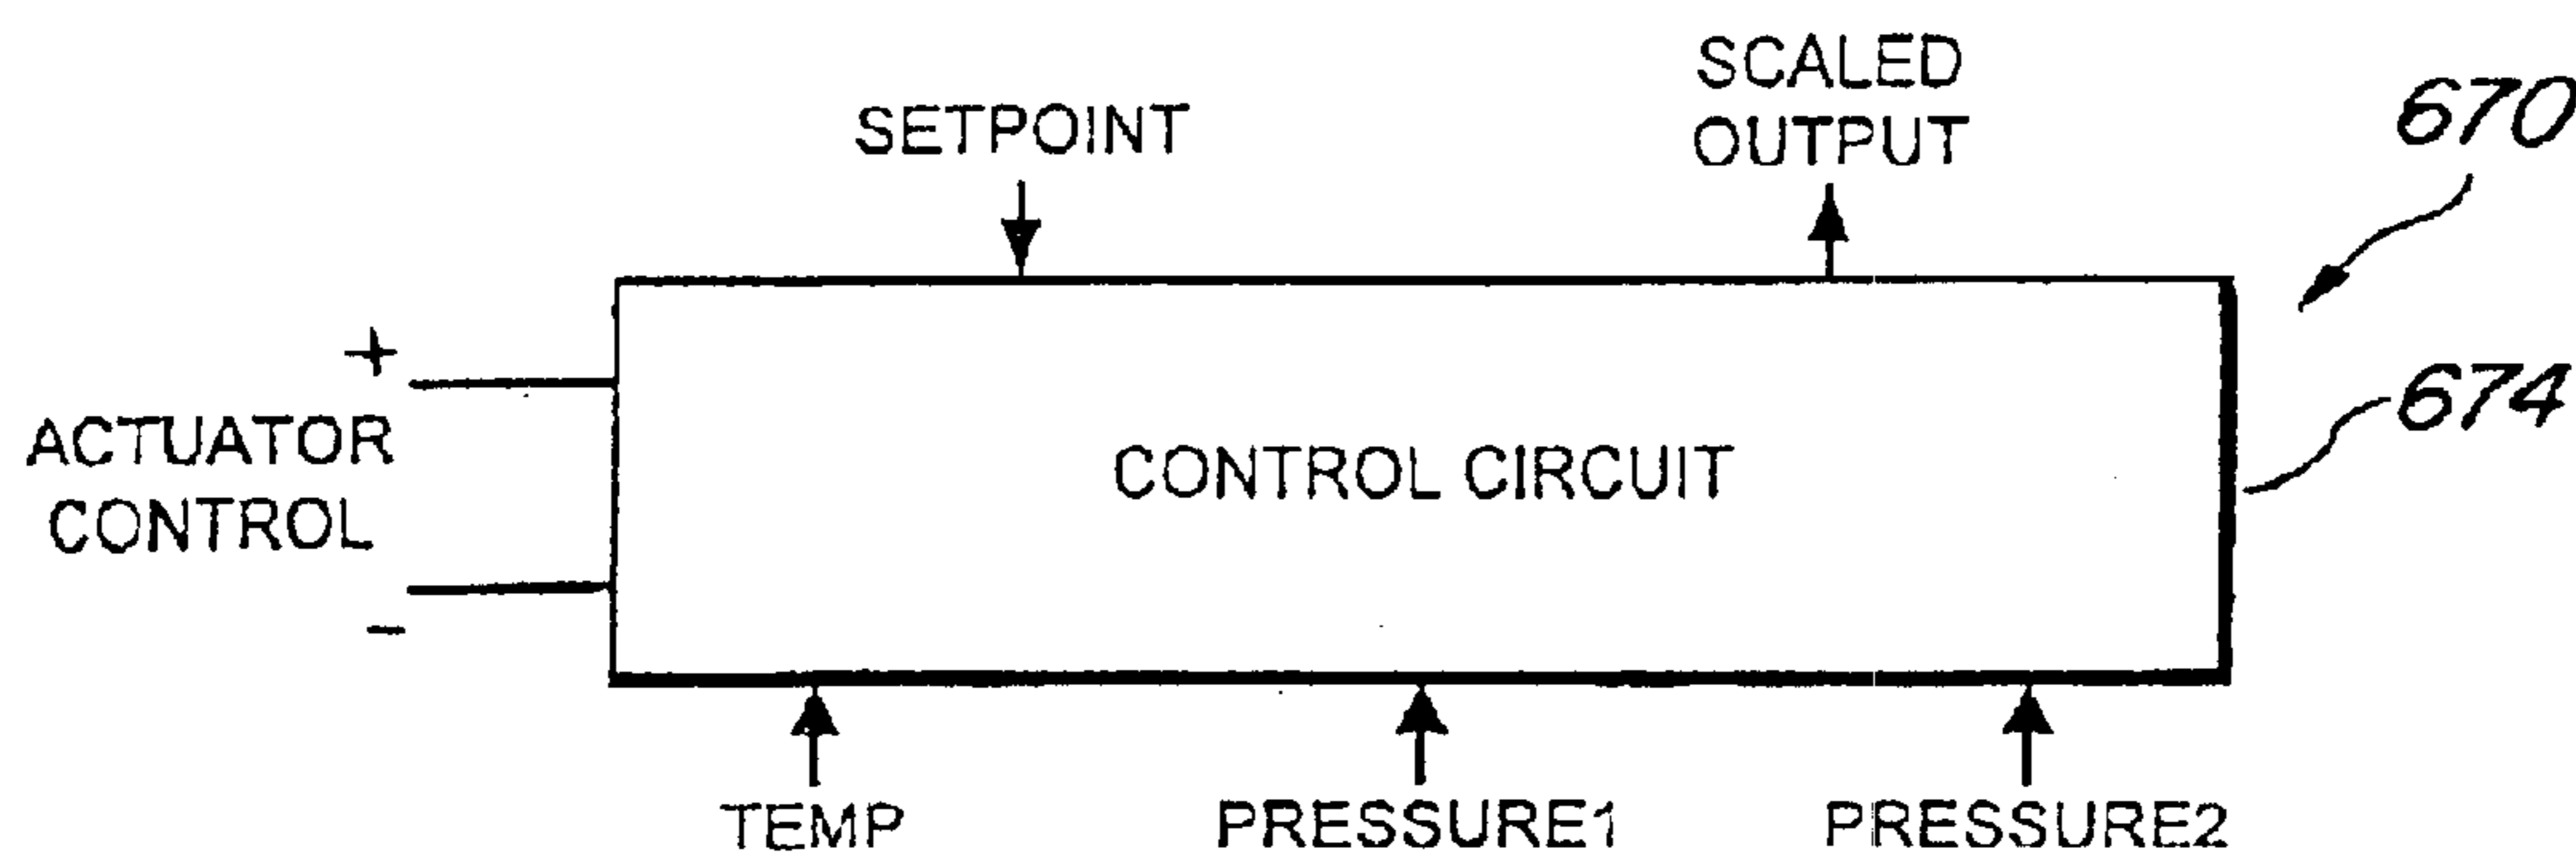 SCALED
OUTPUT
SETPOINT
670
+
ACTUATOR
CONTROL
−
CONTROL CIRCUIT
674
TEMP
PRESSURE1
PRESSURE2